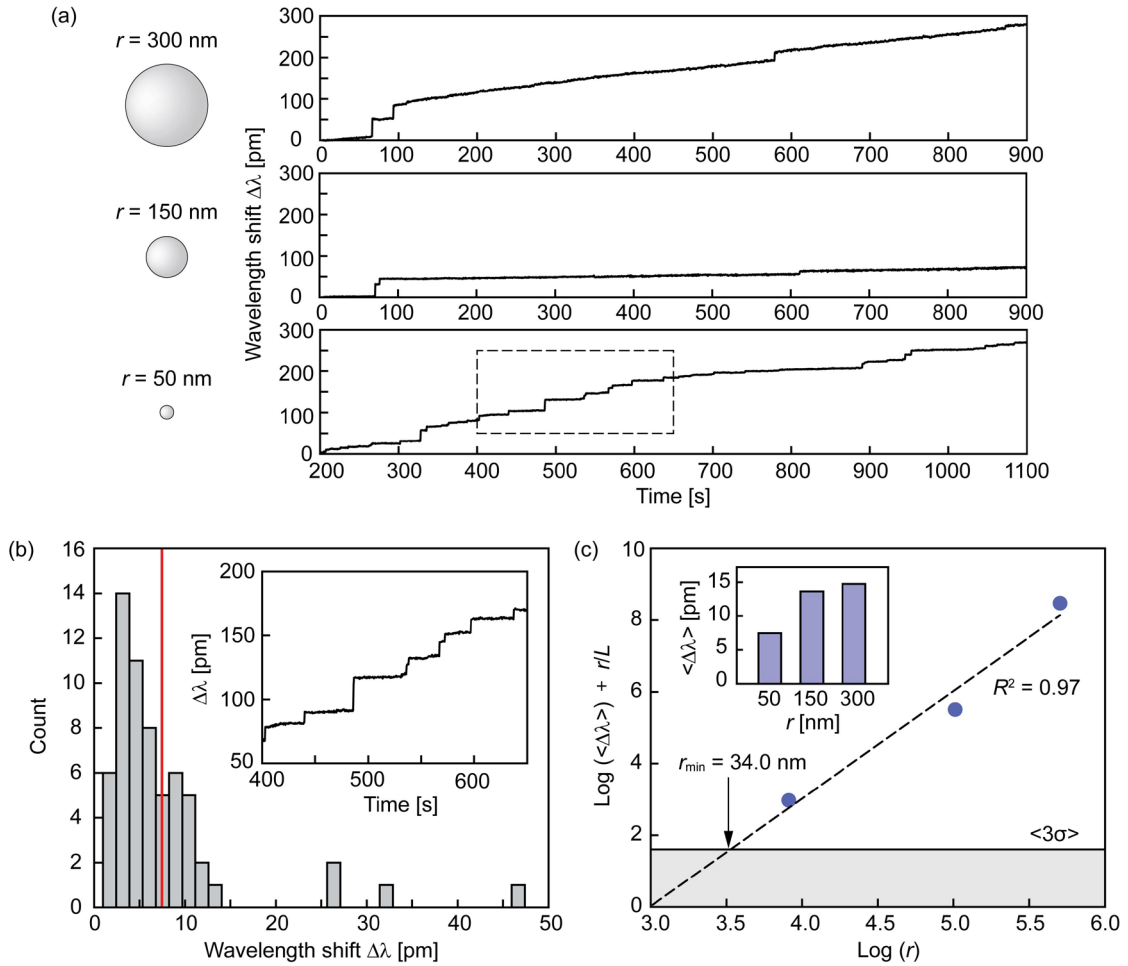 (a)
r = 300 nm
r = 150 nm
r = 50 nm
Wavelength shift Δλ [pm]
300
200
100
0
0 100 200 300 400 500 600 700 800 900
300
200
100
0
0 100 200 300 400 500 600 700 800 900
300
200
100
0
200 300 400 500 600 700 800 900 1000 1100
Time [s]
(b)
Count
16
14
12
10
8
6
4
2
0
0 10 20 30 40 50
Wavelength shift Δλ [pm]
Δλ [pm]
200
150
100
50
400 500 600
Time [s]
(c)
Log (<Δλ>) + r/L
10
8
6
4
2
0
3.0 3.5 4.0 4.5 5.0 5.5 6.0
Log (r)
<Δλ> [pm]
15
10
5
0
50 150 300
r [nm]
R² = 0.97
rmin = 34.0 nm
<3σ>